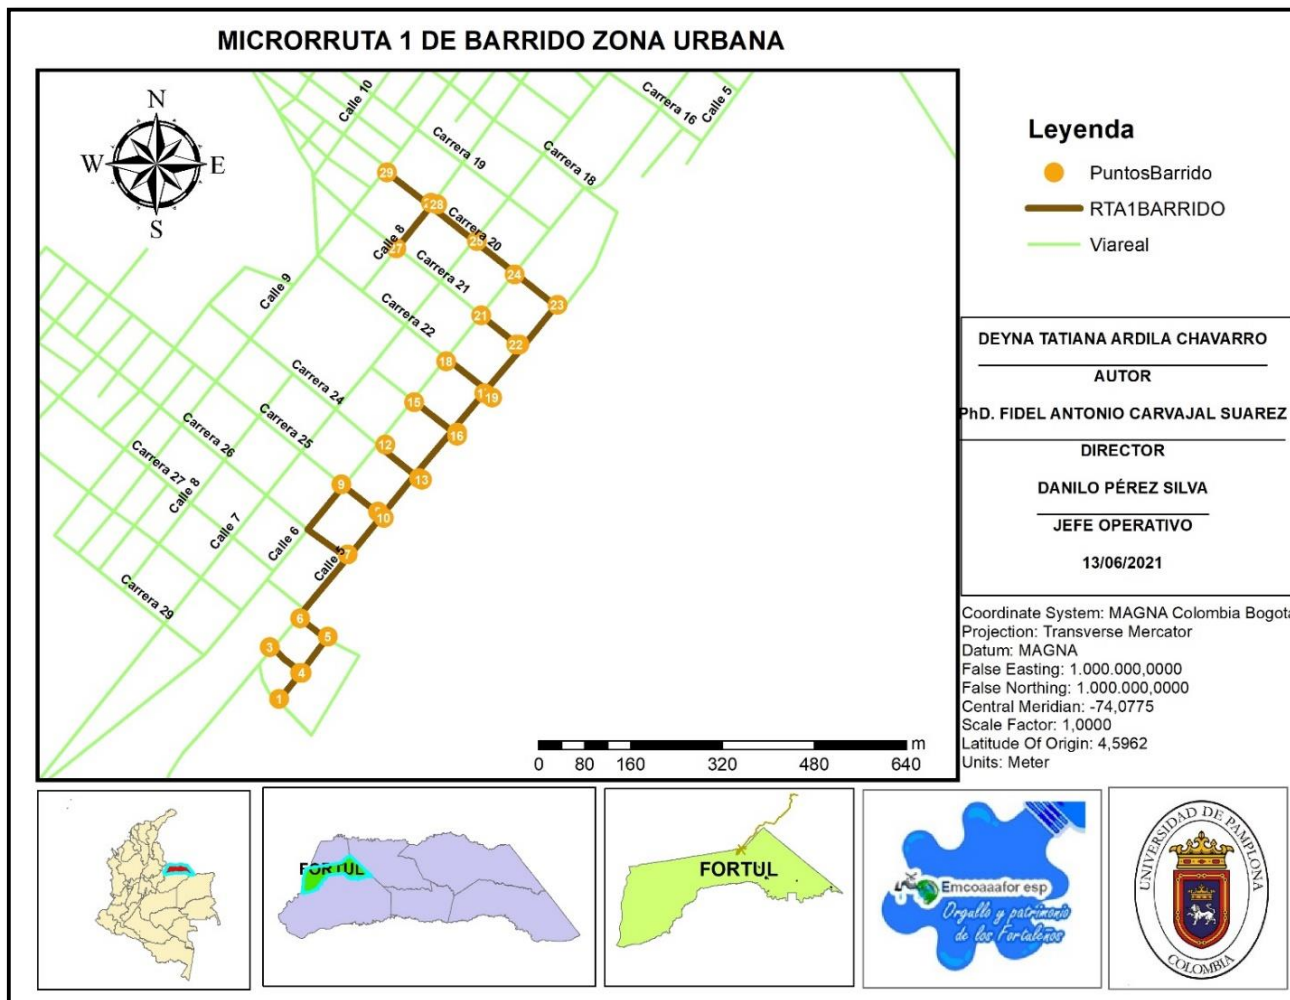 MICRORRUTA 1 DE BARRIDO ZONA URBANA
N
W E
S
Calle 10
Carrera 16
Calle 5
Carrera 19
Carrera 18
29
28
Carrera 20
Calle 8
27
25
24
Carrera 21
23
Calle 9
21
Carrera 22
22
18
19
15
16
Carrera 24
12
13
Carrera 25
9
10
Carrera 26
Carrera 27
Calle 8
Calle 7
Calle 6
Calle 5
7
Carrera 29
6
5
3
4
1
m
0 80 160 320 480 640
Leyenda
PuntosBarrido
RTA1BARRIDO
Viareal
DEYNA TATIANA ARDILA CHAVARRO
AUTOR
PhD. FIDEL ANTONIO CARVAJAL SUAREZ
DIRECTOR
DANILO PÉREZ SILVA
JEFE OPERATIVO
13/06/2021
Coordinate System: MAGNA Colombia Bogota
Projection: Transverse Mercator
Datum: MAGNA
False Easting: 1.000.000,0000
False Northing: 1.000.000,0000
Central Meridian: -74,0775
Scale Factor: 1,0000
Latitude Of Origin: 4,5962
Units: Meter
FORTUL
FORTUL
Emcoaaafor esp
Orgullo y patrimonio
de los Fortuleños
UNIVERSIDAD DE PAMPLONA
COLOMBIA